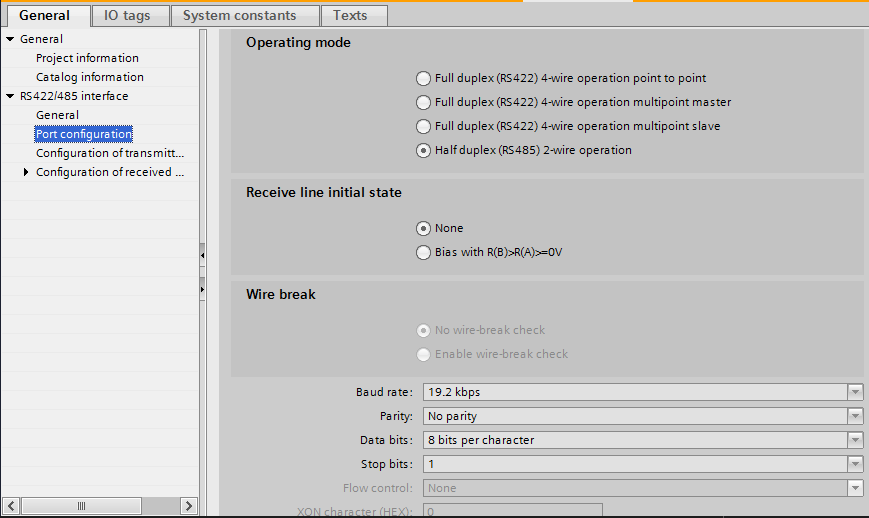 General
IO tags
System constants
Texts
General
Project information
Catalog information
RS422/485 interface
General
Port configuration
Configuration of transmitt...
Configuration of received ...
Operating mode
Full duplex (RS422) 4-wire operation point to point
Full duplex (RS422) 4-wire operation multipoint master
Full duplex (RS422) 4-wire operation multipoint slave
Half duplex (RS485) 2-wire operation
Receive line initial state
None
Bias with R(B)>R(A)>=0V
Wire break
No wire-break check
Enable wire-break check
Baud rate: 19.2 kbps
Parity: No parity
Data bits: 8 bits per character
Stop bits: 1
Flow control: None
XON character (HEX): 0